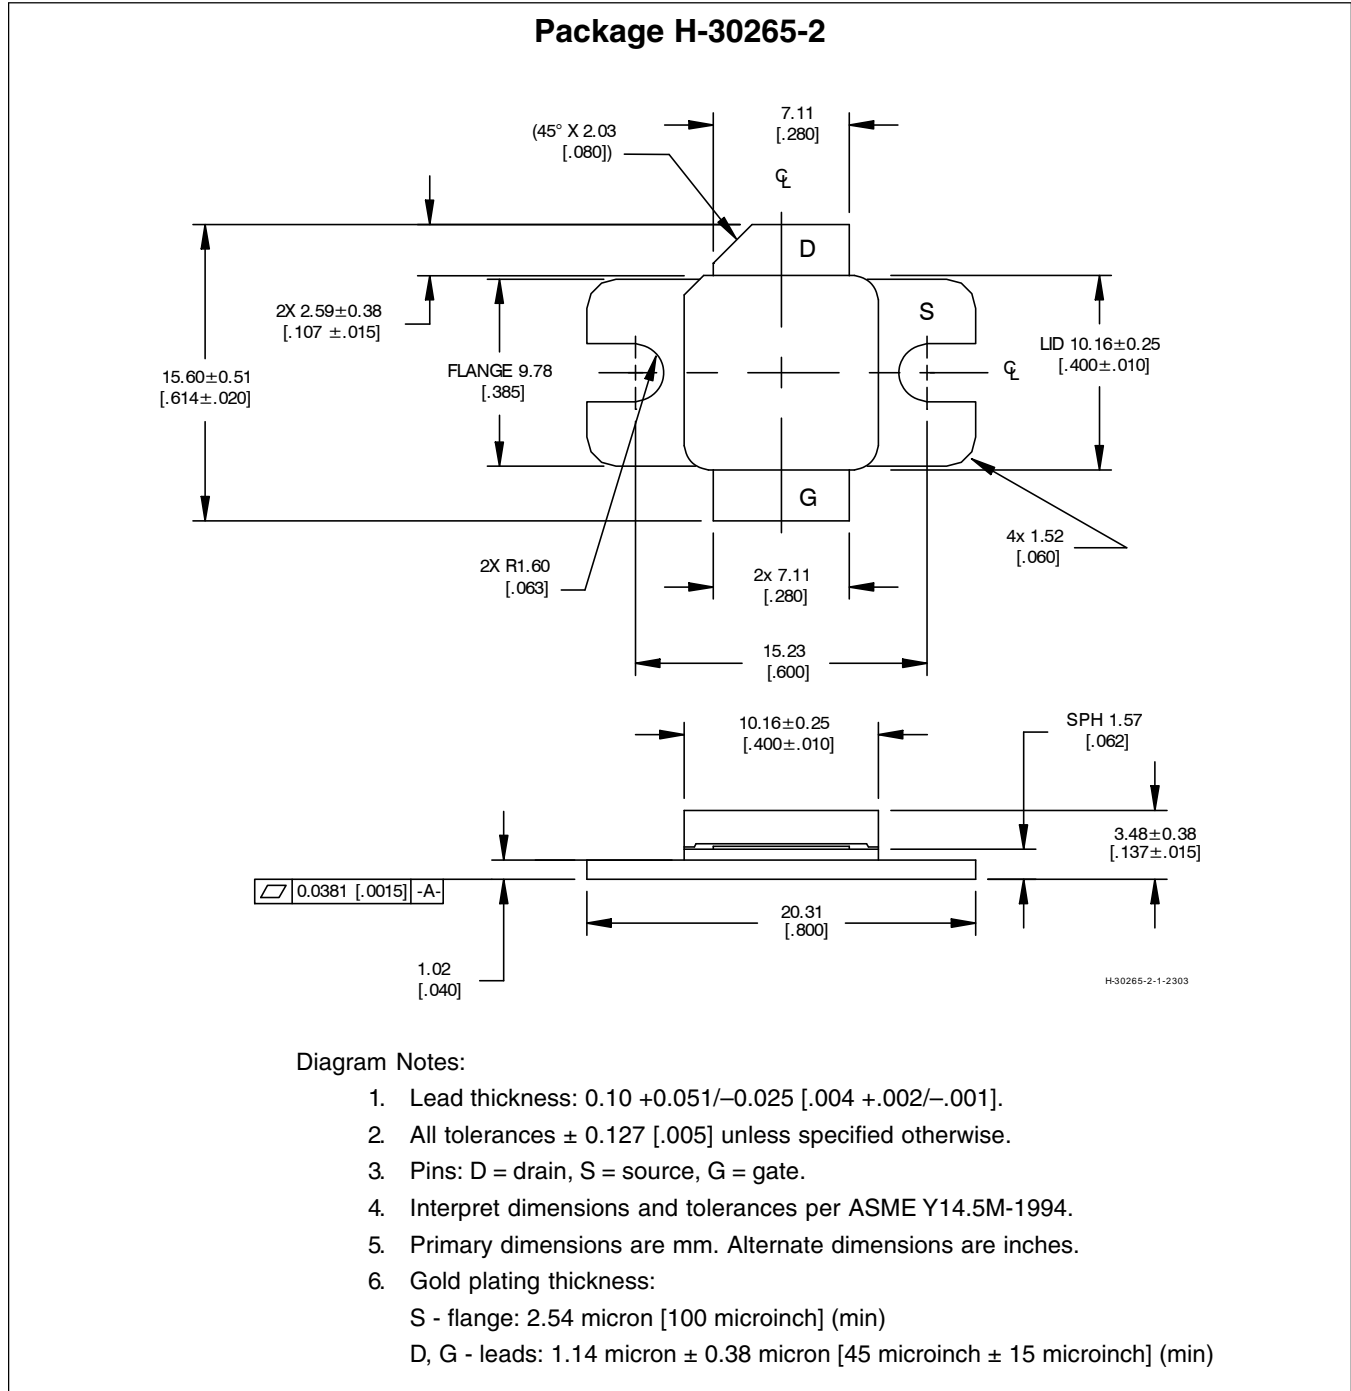 Package H-30265-2
7.11
[.280]
(45° X 2.03
[.080])
℄
D
2X 2.59±0.38
[.107 ±.015]
S
LID 10.16±0.25
[.400±.010]
15.60±0.51
[.614±.020]
FLANGE 9.78
[.385]
℄
G
4x 1.52
[.060]
2X R1.60
[.063]
2x 7.11
[.280]
15.23
[.600]
10.16±0.25
[.400±.010]
SPH 1.57
[.062]
3.48±0.38
[.137±.015]
⏥ 0.0381 [.0015] -A-
20.31
[.800]
1.02
[.040]
H-30265-2-1-2303
Diagram Notes:
1. Lead thickness: 0.10 +0.051/–0.025 [.004 +.002/–.001].
2. All tolerances ± 0.127 [.005] unless specified otherwise.
3. Pins: D = drain, S = source, G = gate.
4. Interpret dimensions and tolerances per ASME Y14.5M-1994.
5. Primary dimensions are mm. Alternate dimensions are inches.
6. Gold plating thickness:
S - flange: 2.54 micron [100 microinch] (min)
D, G - leads: 1.14 micron ± 0.38 micron [45 microinch ± 15 microinch] (min)